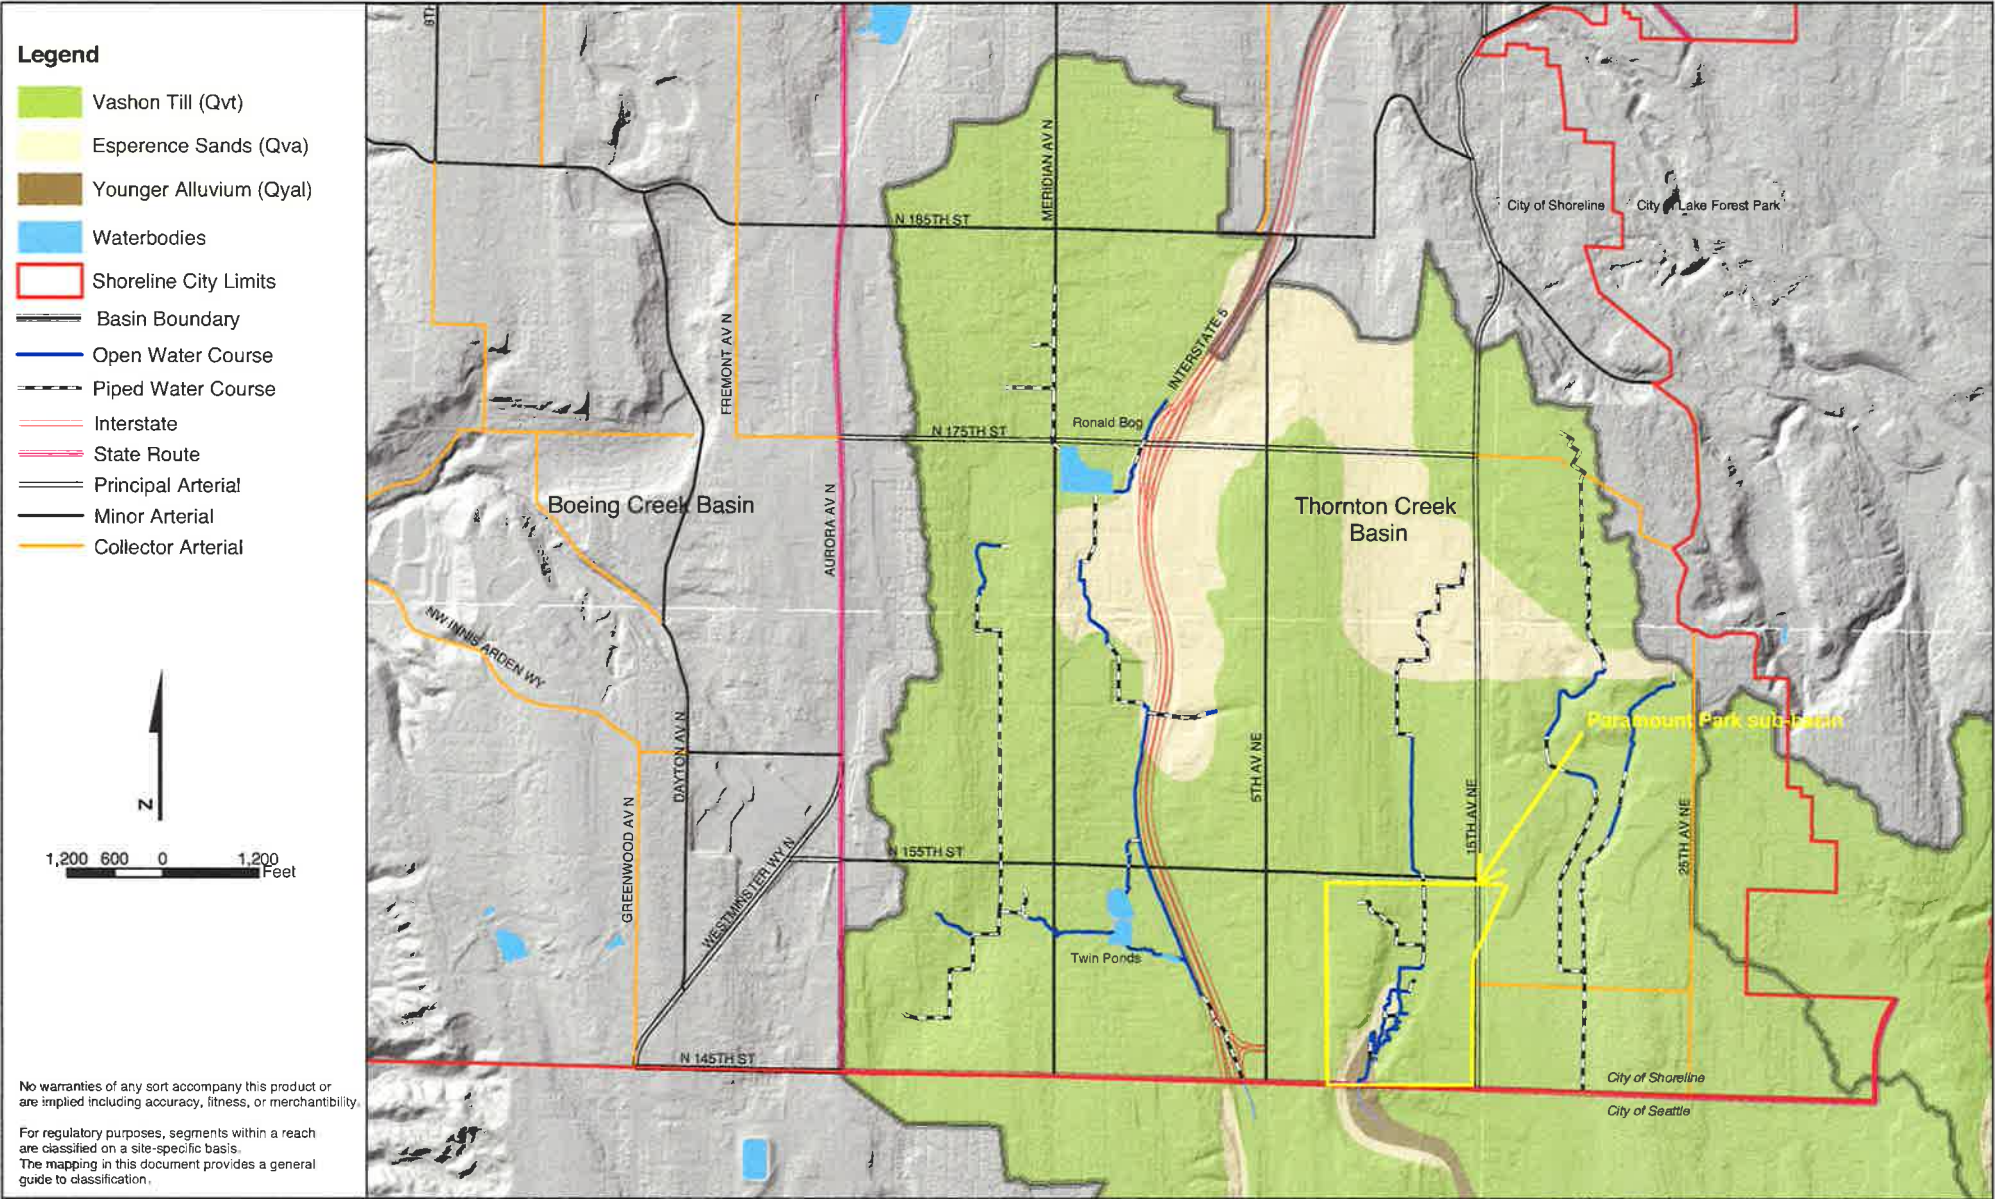 Legend
Vashon Till (Qvt)
Esperence Sands (Qva)
Younger Alluvium (Qyal)
Waterbodies
Shoreline City Limits
Basin Boundary
Open Water Course
Piped Water Course
Interstate
State Route
Principal Arterial
Minor Arterial
Collector Arterial
N
1,200 600 0 1,200
Feet
No warranties of any sort accompany this product or
are implied including accuracy, fitness, or merchantibility.
For regulatory purposes, segments within a reach
are classified on a site-specific basis.
The mapping in this document provides a general
guide to classification.
8TH
MERIDIAN AV N
N 185TH ST
City of Shoreline
City of Lake Forest Park
INTERSTATE 5
FREMONT AV N
Ronald Bog
N 175TH ST
Boeing Creek Basin
AURORA AV N
Thornton Creek
Basin
NW INNIS ARDEN WY
DAYTON AV N
Paramount Park sub-basin
5TH AV NE
15TH AV NE
25TH AV NE
GREENWOOD AV N
WESTMINSTER WY N
N 155TH ST
Twin Ponds
N 145TH ST
City of Shoreline
City of Seattle